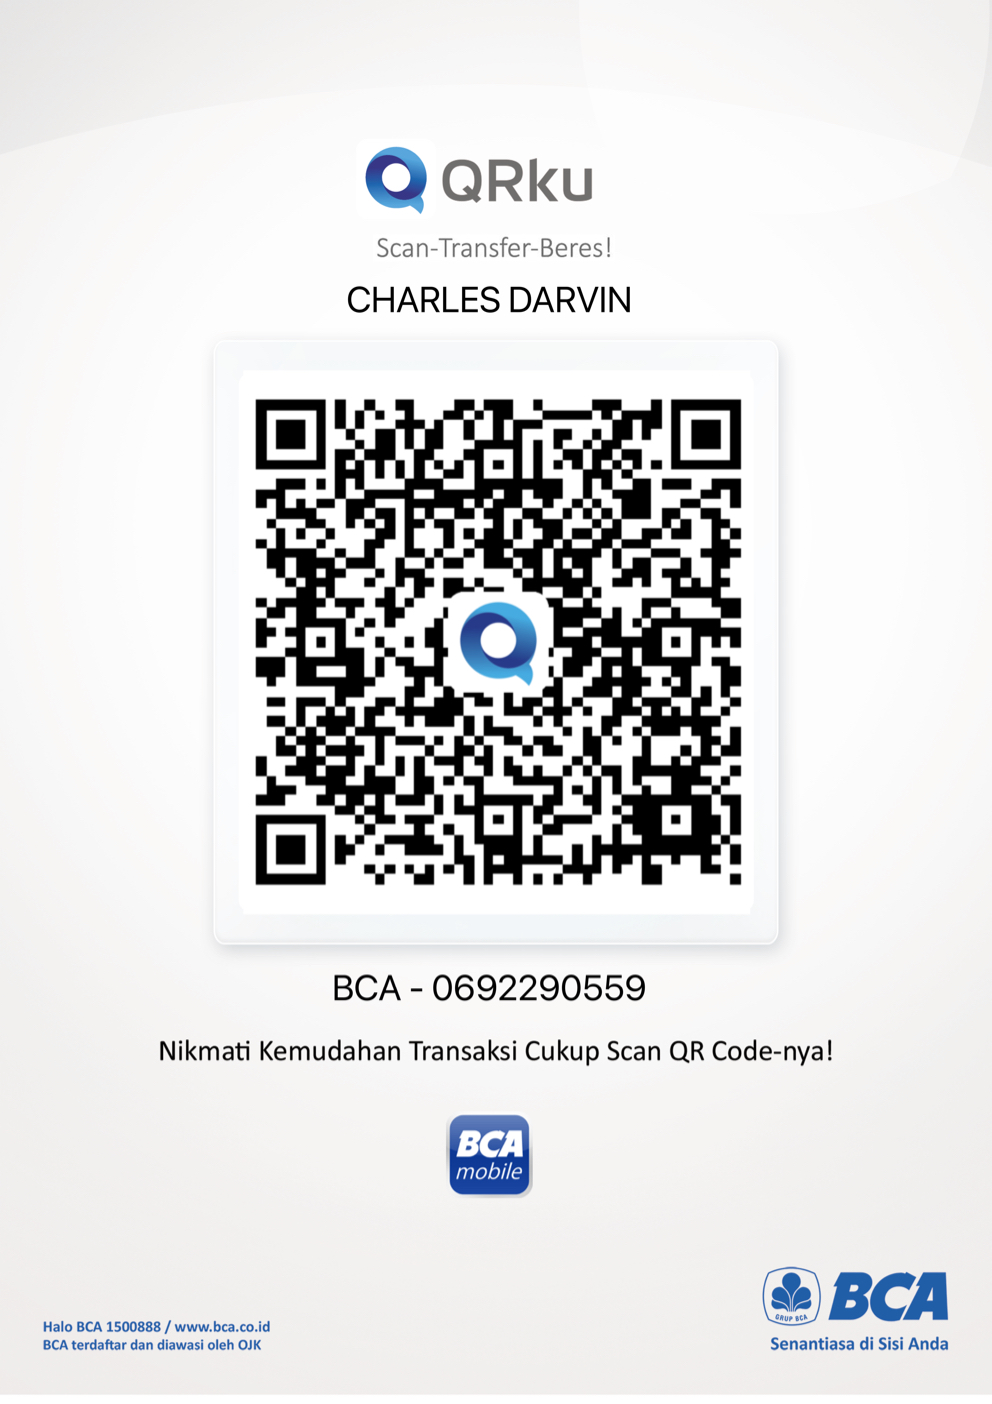 QRku
Scan-Transfer-Beres!
CHARLES DARVIN
BCA - 0692290559
Nikmati Kemudahan Transaksi Cukup Scan QR Code-nya!
BCA
mobile
GRUP BCA
BCA
Halo BCA 1500888 / www.bca.co.id
BCA terdaftar dan diawasi oleh OJK
Senantiasa di Sisi Anda